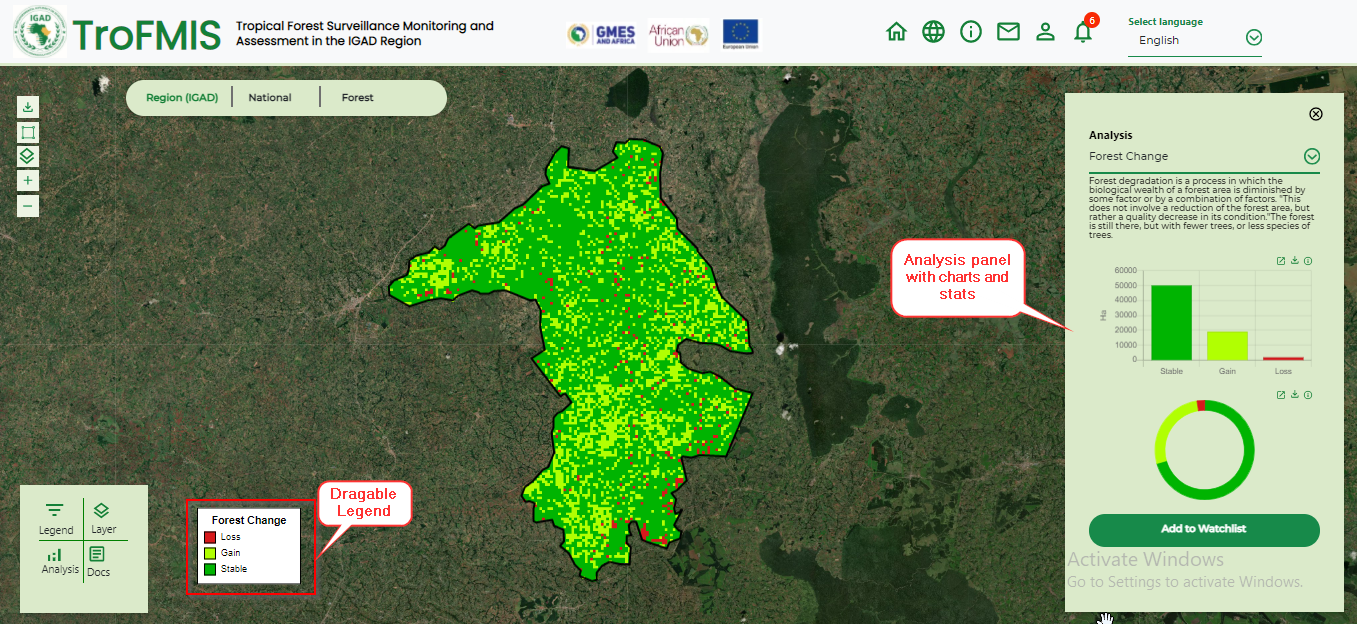 IGAD
TroFMIS
Tropical Forest Surveillance Monitoring and
Assessment in the IGAD Region
GMES
AND AFRICA
African
Union
European Union
6
Select language
English
Region (IGAD)
National
Forest
Analysis
Forest Change
Forest degradation is a process in which the
biological wealth of a forest area is diminished by
some factor or by a combination of factors. "This
does not involve a reduction of the forest area, but
rather a quality decrease in its condition."The forest
is still there, but with fewer trees, or less species of
trees.
Analysis panel
with charts and
stats
60000
50000
40000
30000
20000
10000
0
Ha
Stable
Gain
Loss
Add to Watchlist
Activate Windows
Go to Settings to activate Windows.
Legend
Layer
Analysis
Docs
Forest Change
Loss
Gain
Stable
Dragable
Legend